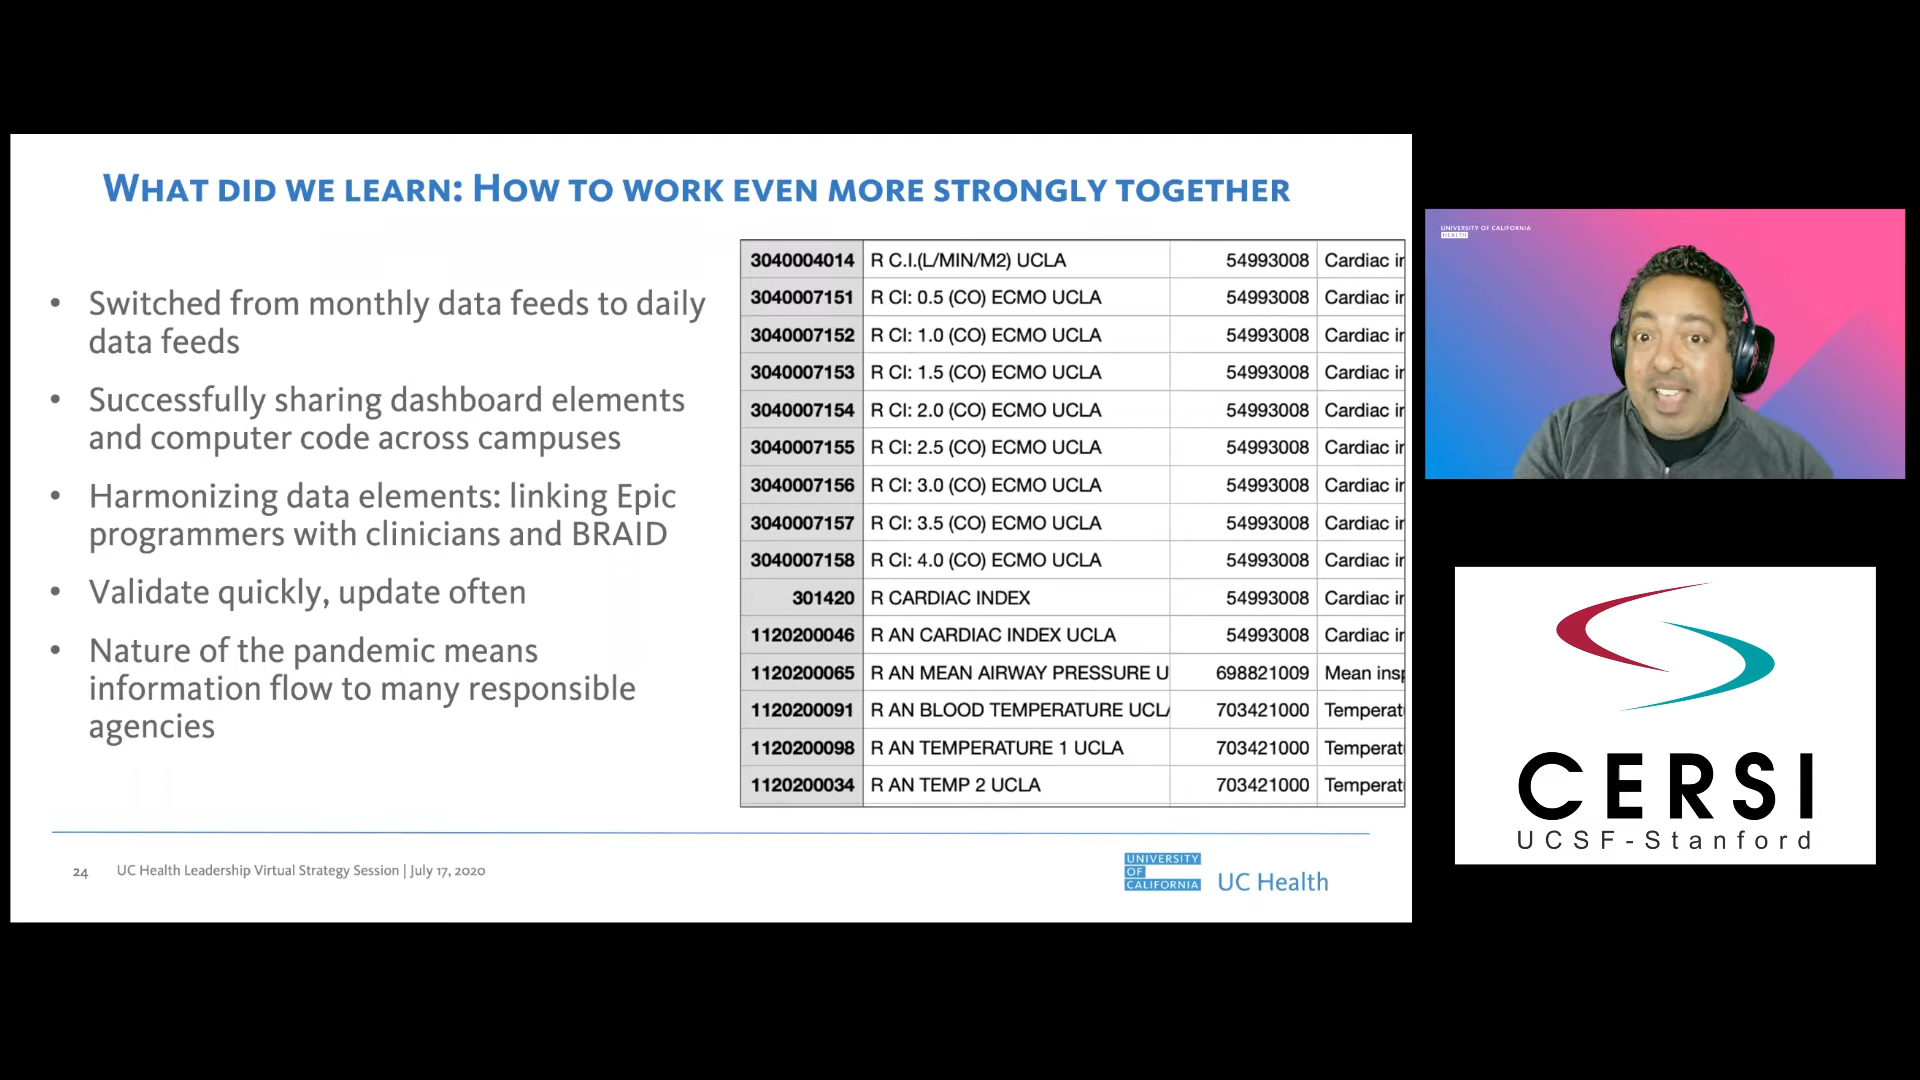 WHAT DID WE LEARN: HOW TO WORK EVEN MORE STRONGLY TOGETHER
• Switched from monthly data feeds to daily
data feeds
• Successfully sharing dashboard elements
and computer code across campuses
• Harmonizing data elements: linking Epic
programmers with clinicians and BRAID
• Validate quickly, update often
• Nature of the pandemic means
information flow to many responsible
agencies
3040004014 R C.I.(L/MIN/M2) UCLA 54993008 Cardiac ir
3040007151 R CI: 0.5 (CO) ECMO UCLA 54993008 Cardiac ir
3040007152 R CI: 1.0 (CO) ECMO UCLA 54993008 Cardiac ir
3040007153 R CI: 1.5 (CO) ECMO UCLA 54993008 Cardiac ir
3040007154 R CI: 2.0 (CO) ECMO UCLA 54993008 Cardiac ir
3040007155 R CI: 2.5 (CO) ECMO UCLA 54993008 Cardiac ir
3040007156 R CI: 3.0 (CO) ECMO UCLA 54993008 Cardiac ir
3040007157 R CI: 3.5 (CO) ECMO UCLA 54993008 Cardiac ir
3040007158 R CI: 4.0 (CO) ECMO UCLA 54993008 Cardiac ir
301420 R CARDIAC INDEX 54993008 Cardiac ir
1120200046 R AN CARDIAC INDEX UCLA 54993008 Cardiac ir
1120200065 R AN MEAN AIRWAY PRESSURE U 698821009 Mean insp
1120200091 R AN BLOOD TEMPERATURE UCLA 703421000 Temperat
1120200098 R AN TEMPERATURE 1 UCLA 703421000 Temperat
1120200034 R AN TEMP 2 UCLA 703421000 Temperat
24 UC Health Leadership Virtual Strategy Session | July 17, 2020
UNIVERSITY
OF
CALIFORNIA
UC Health
UNIVERSITY OF CALIFORNIA
HEALTH
CERSI
UCSF-Stanford